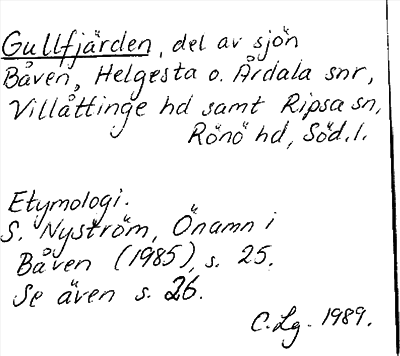 Gullfjärden, del av sjön
Båven, Helgesta o. Årdala snr,
Villåttinge hd samt Ripsa sn,
Rönö hd, Söd. l.
Etymologi.
S. Nyström, Önamn i
Båven (1985), s. 25.
Se även s. 26.
C. Lg. 1989.